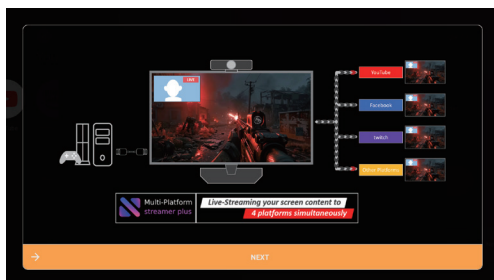 LIVE
YouTube
Facebook
twitch
Other Platforms
Multi-Platform
streamer plus
Live-Streaming your screen content to
4 platforms simultaneously
NEXT